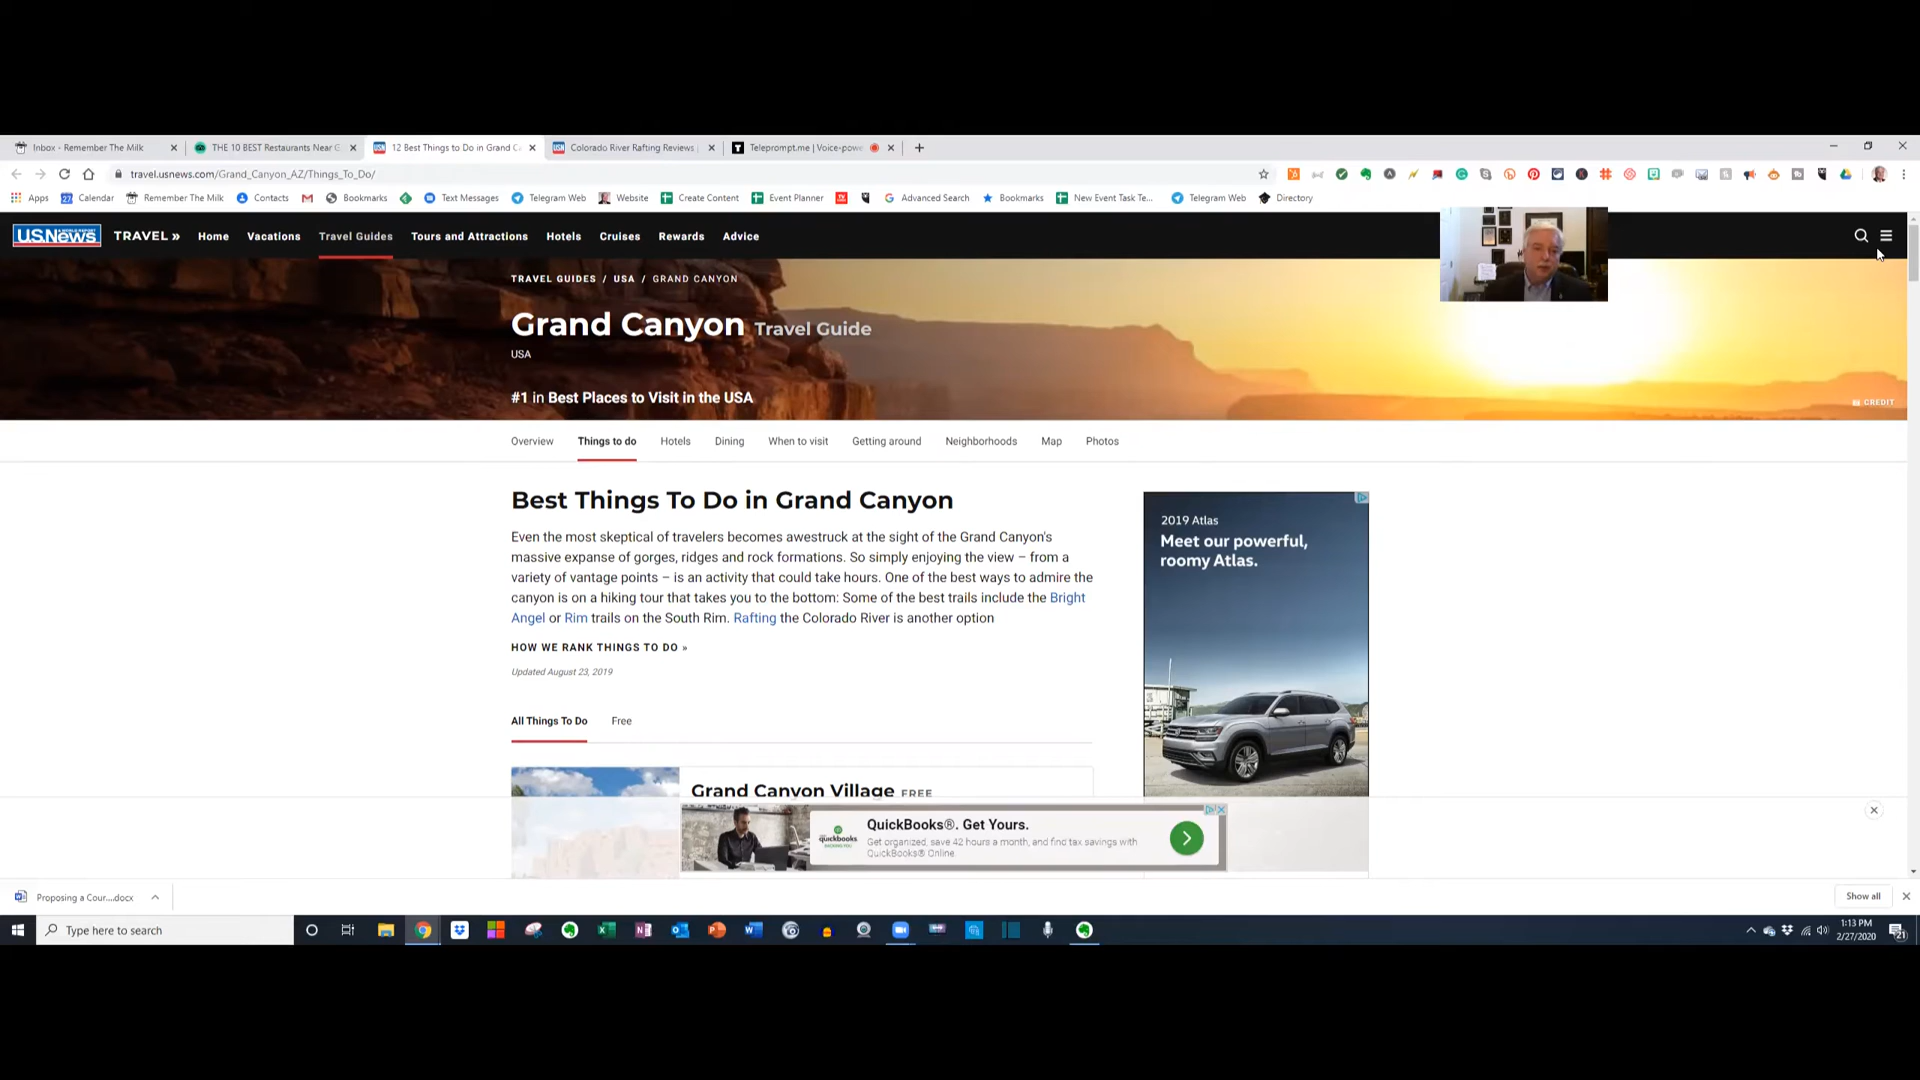 Inbox - Remember The Milk
THE 10 BEST Restaurants Near G
12 Best Things to Do in Grand C
Colorado River Rafting Reviews
Teleprompt.me | Voice-powe
travel.usnews.com/Grand_Canyon_AZ/Things_To_Do/
Apps
Calendar
Remember The Milk
Contacts
Bookmarks
Text Messages
Telegram Web
Website
Create Content
Event Planner
Advanced Search
Bookmarks
New Event Task Te...
Telegram Web
Directory
U.S.News
TRAVEL »
Home
Vacations
Travel Guides
Tours and Attractions
Hotels
Cruises
Rewards
Advice
TRAVEL GUIDES / USA / GRAND CANYON
Grand Canyon Travel Guide
USA
#1 in Best Places to Visit in the USA
CREDIT
Overview
Things to do
Hotels
Dining
When to visit
Getting around
Neighborhoods
Map
Photos
Best Things To Do in Grand Canyon
Even the most skeptical of travelers becomes awestruck at the sight of the Grand Canyon's
massive expanse of gorges, ridges and rock formations. So simply enjoying the view – from a
variety of vantage points – is an activity that could take hours. One of the best ways to admire the
canyon is on a hiking tour that takes you to the bottom: Some of the best trails include the Bright
Angel or Rim trails on the South Rim. Rafting the Colorado River is another option
HOW WE RANK THINGS TO DO »
Updated August 23, 2019
All Things To Do
Free
Grand Canyon Village FREE
2019 Atlas
Meet our powerful,
roomy Atlas.
quickbooks
QuickBooks®. Get Yours.
Get organized, save 42 hours a month, and find tax savings with
QuickBooks® Online
Proposing a Cour....docx
Show all
Type here to search
1:13 PM
2/27/2020
21